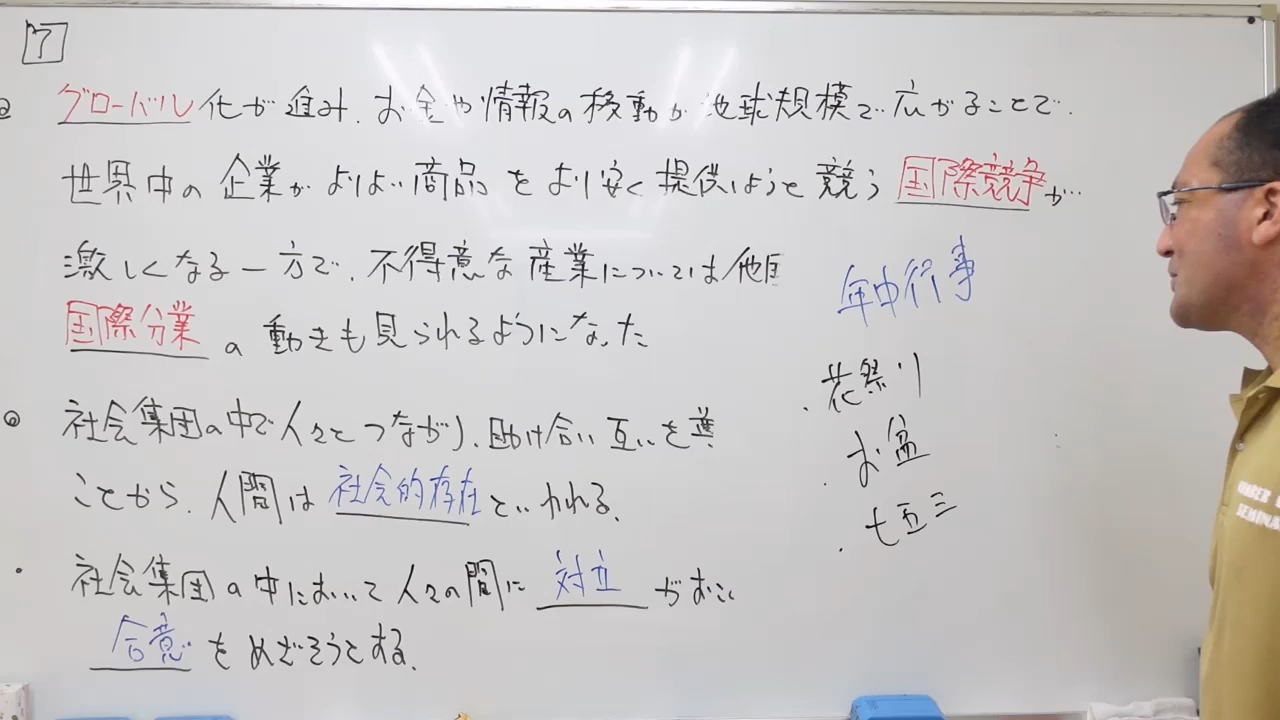 7
グローバル化が進み、お金や情報の移動が地球規模で広がることで、
世界中の企業がよりよい商品をより安く提供しようと競う国際競争が
激しくなる一方で、不得意な産業については他国
国際分業の動きも見られるようになった
社会集団の中で人々とつながり、助け合い互いを
ことから、人間は社会的存在といわれる。
社会集団の中において人々の間に対立がおこ
合意をめざそうとする。
年中行事
・花祭り
・お盆
・七五三